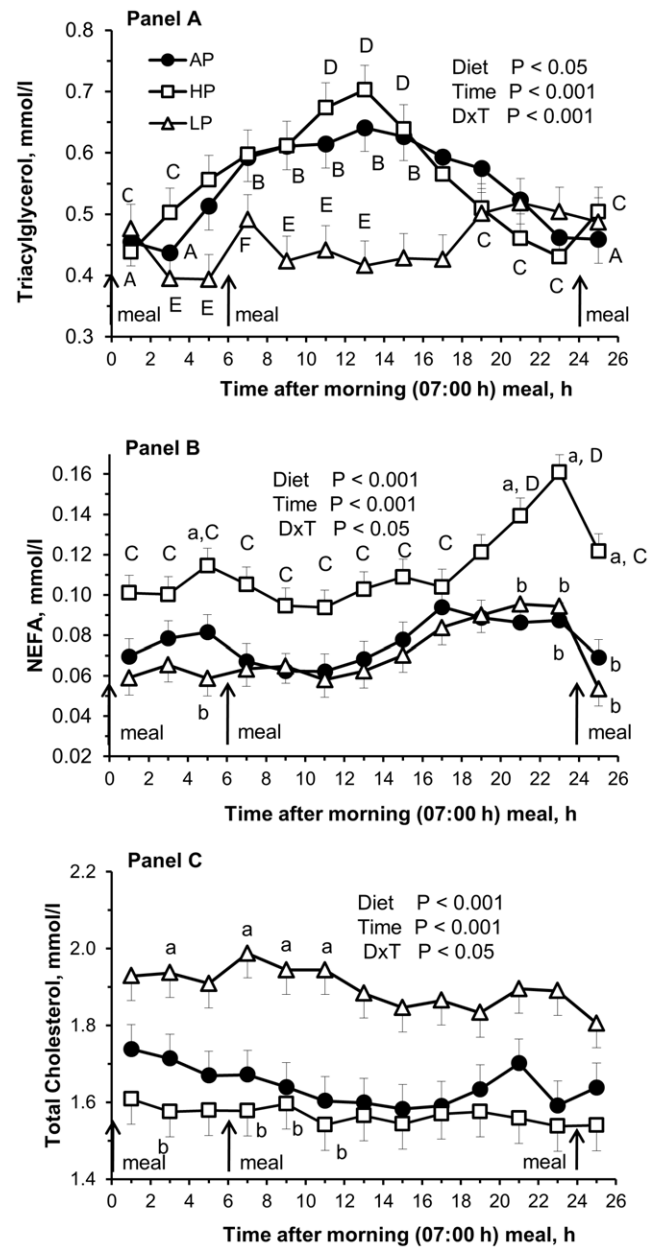 Panel A
0.8
0.7
0.6
0.5
0.4
0.3
Triacylglycerol, mmol/l
AP
HP
LP
Diet P < 0.05
Time P < 0.001
DxT P < 0.001
D D D
C C
B B B B B
A A
E E E E E
F
C C C
C
A
meal meal meal
0 2 4 6 8 10 12 14 16 18 20 22 24 26
Time after morning (07:00 h) meal, h
Panel B
0.16
0.14
0.12
0.10
0.08
0.06
0.04
0.02
NEFA, mmol/l
Diet P < 0.001
Time P < 0.001
DxT P < 0.05
C C a,C C C C C C C a, D a, D
a, C
b b
b b
b b
meal meal meal
0 2 4 6 8 10 12 14 16 18 20 22 24 26
Time after morning (07:00 h) meal, h
Panel C
2.2
2.0
1.8
1.6
1.4
Total Cholesterol, mmol/l
Diet P < 0.001
Time P < 0.001
DxT P < 0.05
a a a a
b b b b
meal meal meal
0 2 4 6 8 10 12 14 16 18 20 22 24 26
Time after morning (07:00 h) meal, h